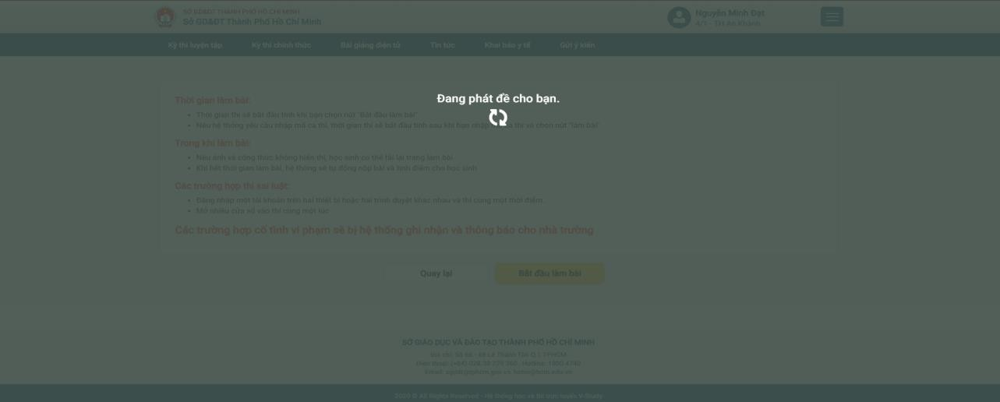 SỞ GD&ĐT THÀNH PHỐ HỒ CHÍ MINH
Sở GD&ĐT Thành Phố Hồ Chí Minh
Nguyễn Minh Đạt
4/1 - TH An Khánh
Kỳ thi luyện tập
Kỳ thi chính thức
Bài giảng điện tử
Tin tức
Khai báo y tế
Gửi ý kiến
Đang phát đề cho bạn.
Thời gian làm bài:
Thời gian thi sẽ bắt đầu tính khi bạn chọn nút "Bắt đầu làm bài"
Nếu hệ thống yêu cầu nhập mã ca thi, thời gian thi sẽ bắt đầu tính sau khi bạn nhập thi và chọn nút "làm bài"
Trong khi làm bài:
Nếu ảnh và công thức không hiển thị, học sinh có thể tải lại trang làm bài
Khi hết thời gian làm bài, hệ thống sẽ tự động nộp bài và tính điểm cho học sinh
Các trường hợp thi sai luật:
Đăng nhập một tài khoản trên hai thiết bị hoặc hai trình duyệt khác nhau và thi cùng một thời điểm.
Mở nhiều cửa sổ vào thi cùng một lúc
Các trường hợp cố tình vi phạm sẽ bị hệ thống ghi nhận và thông báo cho nhà trường
Quay lại
Bắt đầu làm bài
SỞ GIÁO DỤC VÀ ĐÀO TẠO THÀNH PHỐ HỒ CHÍ MINH
Địa chỉ: Số 66 - 68 Lê Thánh Tôn Q.1 TPHCM
Điện thoại: (+84) 028 38 229 360 , Hotline: 1800 4740
2020 © All Rights Reserved - Hệ thống học và thi trực tuyến V-Study